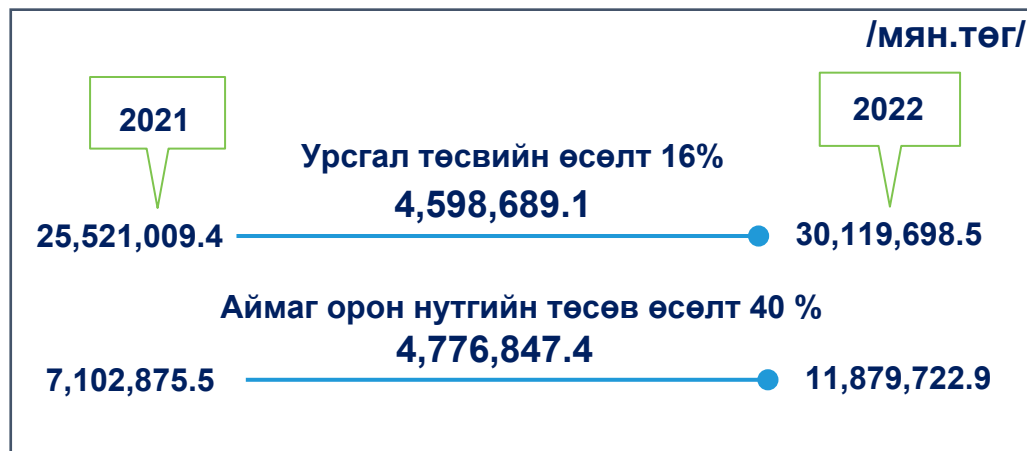 /мян.төг/
2021
2022
Урсгал төсвийн өсөлт 16%
4,598,689.1
25,521,009.4
30,119,698.5
Аймаг орон нутгийн төсөв өсөлт 40 %
4,776,847.4
7,102,875.5
11,879,722.9